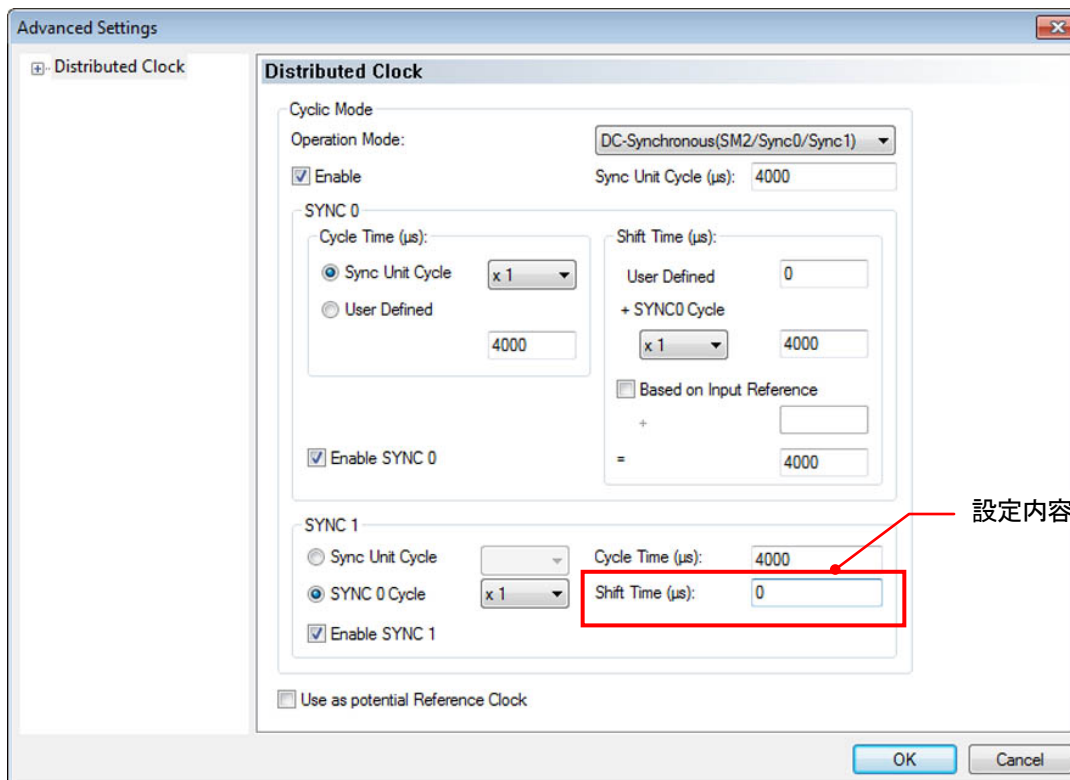 Advanced Settings
Distributed Clock
Distributed Clock
Cyclic Mode
Operation Mode:
DC-Synchronous(SM2/Sync0/Sync1)
Enable
Sync Unit Cycle (µs):
4000
SYNC 0
Cycle Time (µs):
Sync Unit Cycle
x 1
User Defined
4000
Shift Time (µs):
User Defined
0
+ SYNC0 Cycle
x 1
4000
Based on Input Reference
+
=
4000
Enable SYNC 0
設定内容
SYNC 1
Sync Unit Cycle
Cycle Time (µs):
4000
SYNC 0 Cycle
x 1
Shift Time (µs):
0
Enable SYNC 1
Use as potential Reference Clock
OK
Cancel